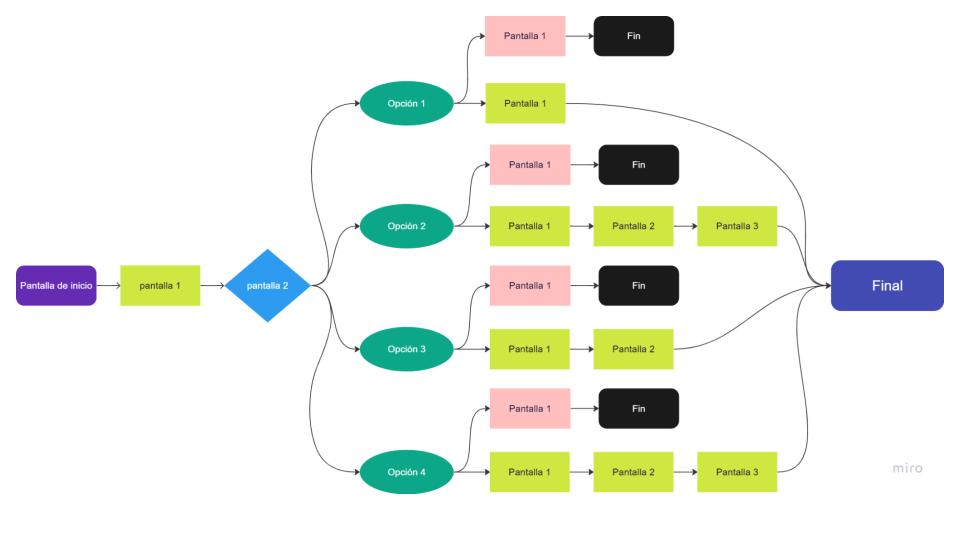 Pantalla 1
Fin
Opción 1
Pantalla 1
Pantalla 1
Fin
Opción 2
Pantalla 1
Pantalla 2
Pantalla 3
Pantalla de inicio
pantalla 1
pantalla 2
Pantalla 1
Fin
Final
Opción 3
Pantalla 1
Pantalla 2
Pantalla 1
Fin
Opción 4
Pantalla 1
Pantalla 2
Pantalla 3
miro